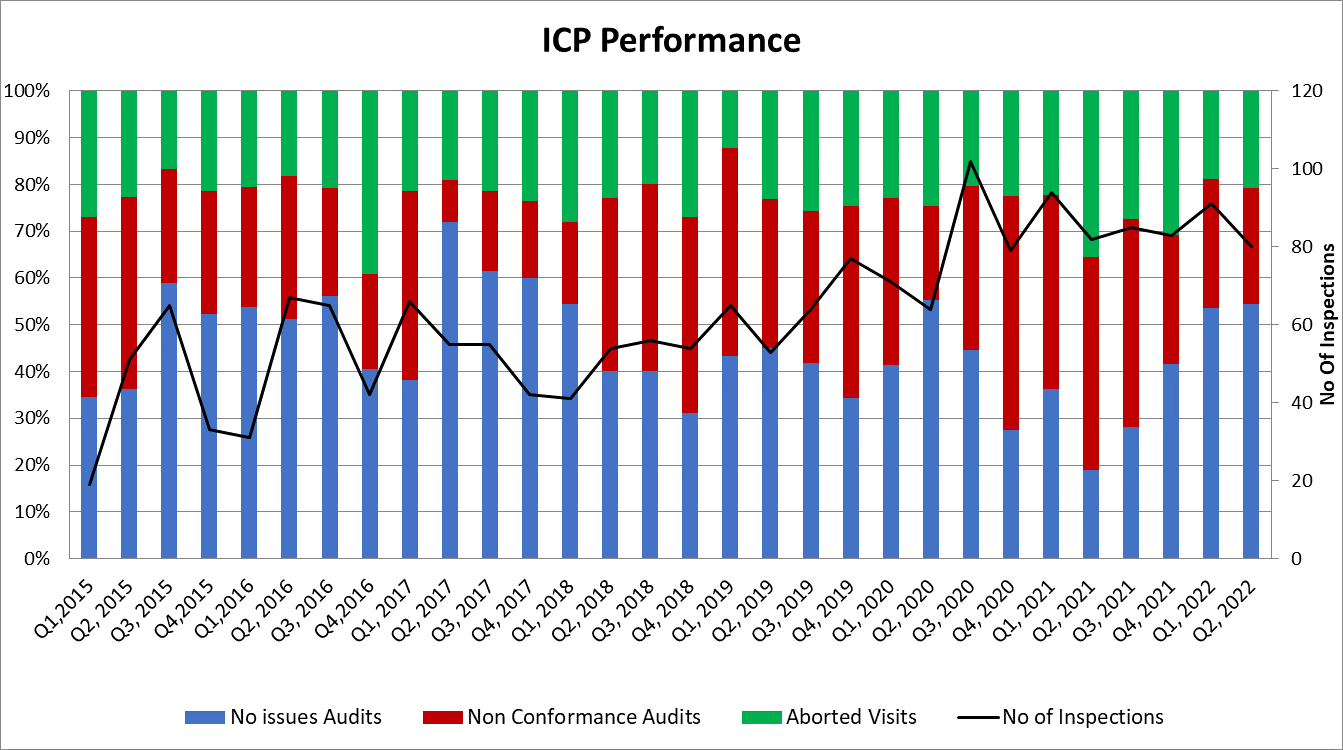 ICP Performance
100%
90%
80%
70%
60%
50%
40%
30%
20%
10%
0%
120
100
80
60
40
20
0
No Of Inspections
Q1,2015
Q2, 2015
Q3, 2015
Q4,2015
Q1,2016
Q2, 2016
Q3, 2016
Q4,2016
Q1, 2017
Q2, 2017
Q3, 2017
Q4, 2017
Q1, 2018
Q2, 2018
Q3, 2018
Q4, 2018
Q1, 2019
Q2, 2019
Q3, 2019
Q4, 2019
Q1, 2020
Q2, 2020
Q3, 2020
Q4, 2020
Q1, 2021
Q2, 2021
Q3, 2021
Q4, 2021
Q1, 2022
Q2, 2022
No issues Audits
Non Conformance Audits
Aborted Visits
No of Inspections